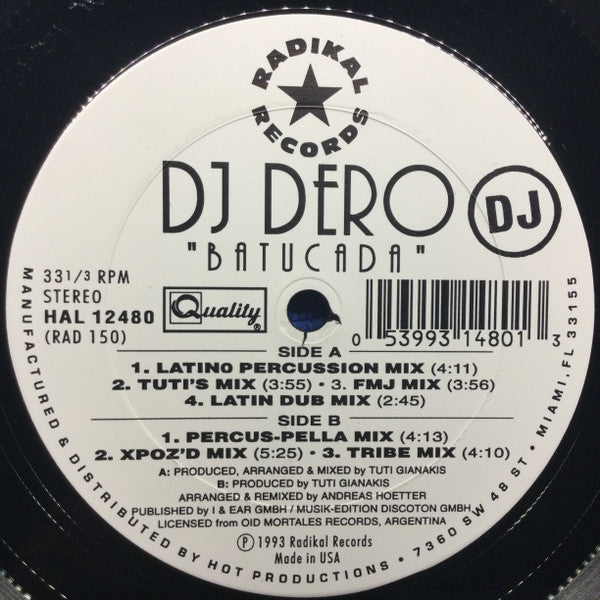 RADIKAL
RECORDS
DJ DERO
DJ
"BATUCADA"
33 1/3 RPM
STEREO
HAL 12480
(RAD 150)
Quality®
0 53993 14801 3
SIDE A
1. LATINO PERCUSSION MIX (4:11)
2. TUTI'S MIX (3:55) • 3. FMJ MIX (3:56)
4. LATIN DUB MIX (2:45)
SIDE B
1. PERCUS-PELLA MIX (4:13)
2. XPOZ'D MIX (5:25) • 3. TRIBE MIX (4:10)
A: PRODUCED, ARRANGED & MIXED by TUTI GIANAKIS
B: PRODUCED by TUTI GIANAKIS
ARRANGED & REMIXED by ANDREAS HOETTER
PUBLISHED by I & EAR GMBH / MUSIK-EDITION DISCOTON GMBH
LICENSED from OID MORTALES RECORDS, ARGENTINA
℗ 1993 Radikal Records
Made in USA
MANUFACTURED & DISTRIBUTED BY HOT PRODUCTIONS • 7360 SW 48 ST • MIAMI, FL 33155